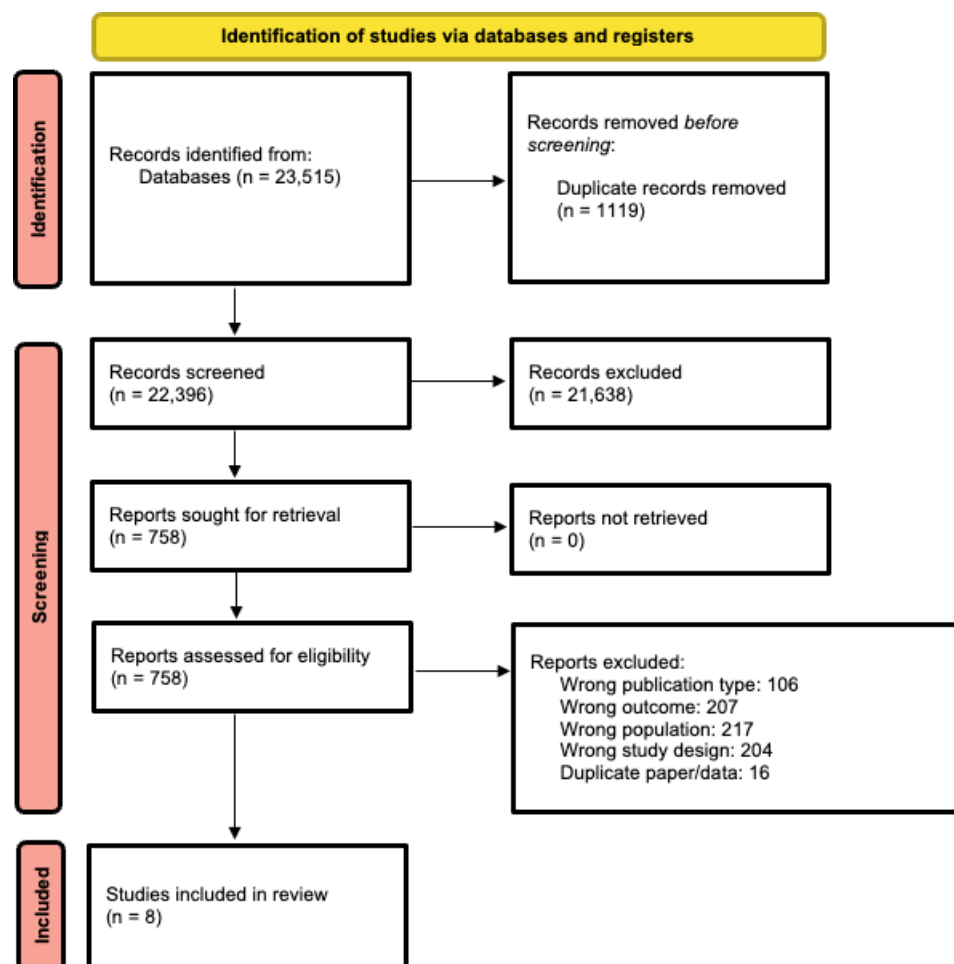 Identification of studies via databases and registers
Identification
Records identified from:
Databases (n = 23,515)
Records removed before
screening:
Duplicate records removed
(n = 1119)
Screening
Records screened
(n = 22,396)
Records excluded
(n = 21,638)
Reports sought for retrieval
(n = 758)
Reports not retrieved
(n = 0)
Reports assessed for eligibility
(n = 758)
Reports excluded:
Wrong publication type: 106
Wrong outcome: 207
Wrong population: 217
Wrong study design: 204
Duplicate paper/data: 16
Included
Studies included in review
(n = 8)